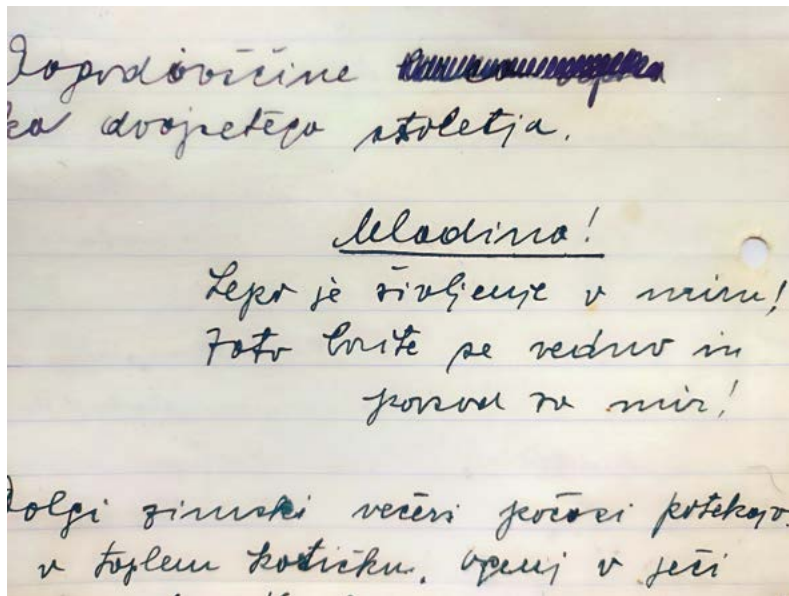 Dogodivščine
ka dvajsetega stoletja.
Mladina!
Lepo je življenje v miru!
Zato borite se vedno in
povsod za mir!
Dolgi zimski večeri počasi potekajo.
v toplem kotičku. Ogenj v peči